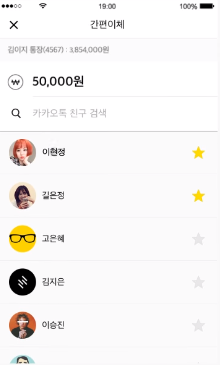 19:00
100%
간편이체
김이지 통장(4567) : 3,854,000원
₩ 50,000원
카카오톡 친구 검색
이현정
길은정
고은혜
김지은
이승진